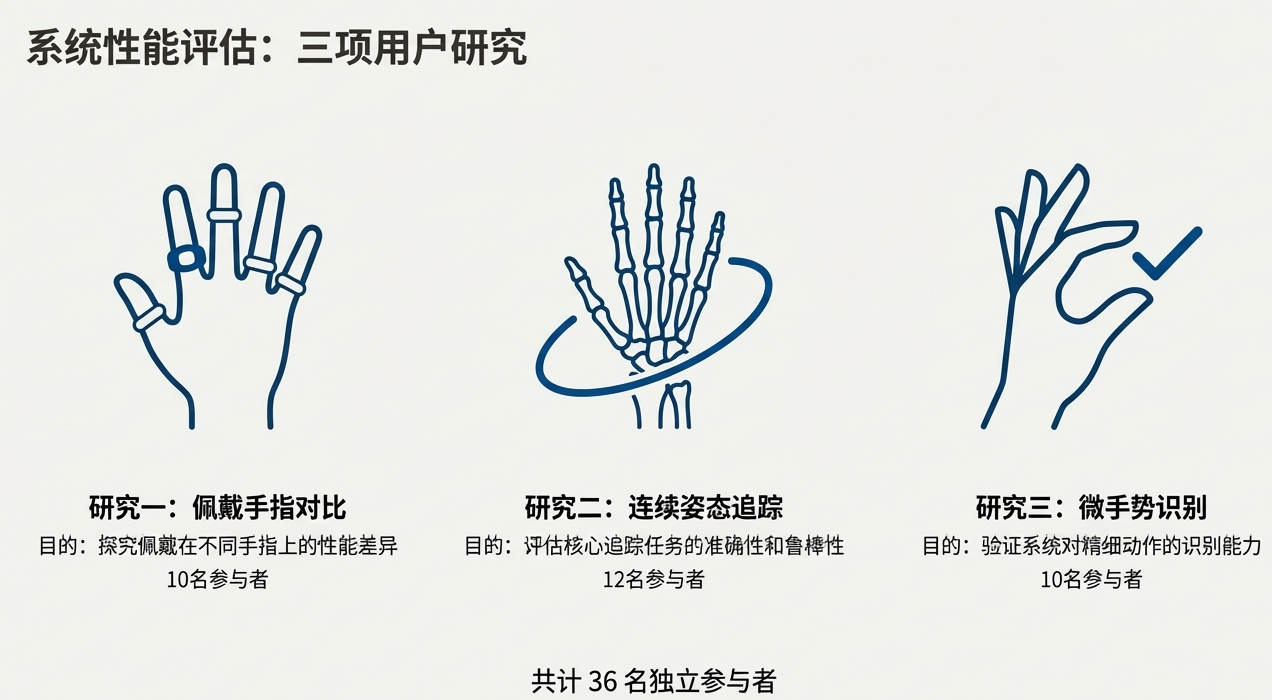 系统性能评估：三项用户研究
研究一：佩戴手指对比
目的：探究佩戴在不同手指上的性能差异
10名参与者
研究二：连续姿态追踪
目的：评估核心追踪任务的准确性和鲁棒性
12名参与者
研究三：微手势识别
目的：验证系统对精细动作的识别能力
10名参与者
共计 36 名独立参与者